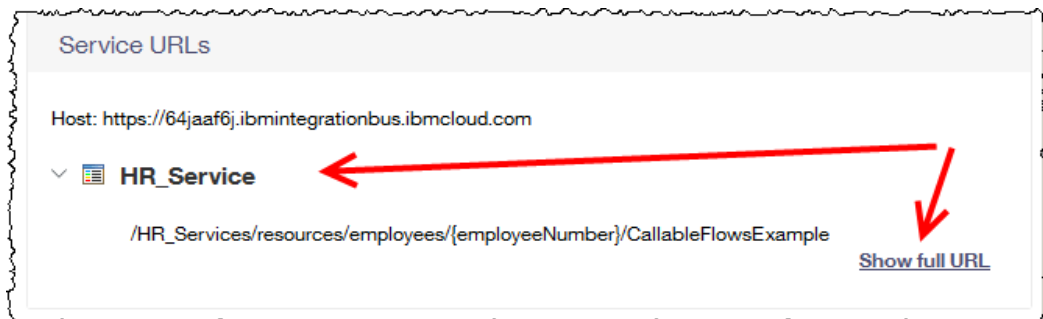 Service URLs
Host: https://64jaaf6j.ibmintegrationbus.ibmcloud.com
HR_Service
/HR_Services/resources/employees/{employeeNumber}/CallableFlowsExample
Show full URL